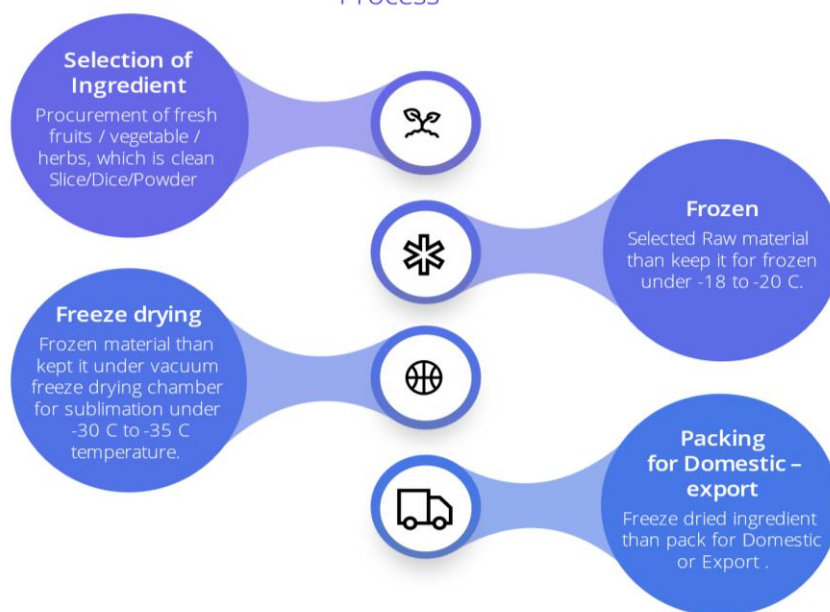 Process
Selection of
Ingredient
Procurement of fresh
fruits / vegetable /
herbs, which is clean
Slice/Dice/Powder
Frozen
Selected Raw material
than keep it for frozen
under -18 to -20 C.
Freeze drying
Frozen material than
kept it under vacuum
freeze drying chamber
for sublimation under
-30 C to -35 C
temperature.
Packing
for Domestic –
export
Freeze dried ingredient
than pack for Domestic
or Export .